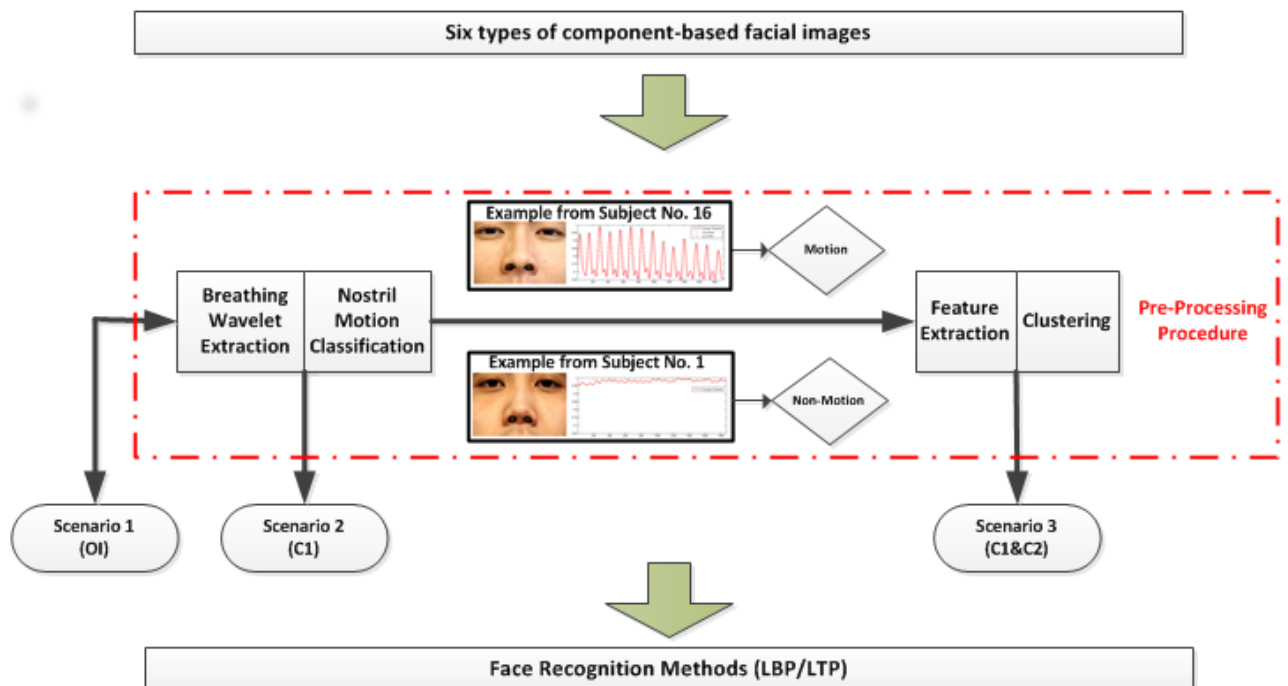 Six types of component-based facial images
Example from Subject No. 16
Motion
Breathing
Wavelet
Extraction
Nostril
Motion
Classification
Feature
Extraction
Clustering
Pre-Processing
Procedure
Example from Subject No. 1
Non-Motion
Scenario 1
(OI)
Scenario 2
(C1)
Scenario 3
(C1&C2)
Face Recognition Methods (LBP/LTP)